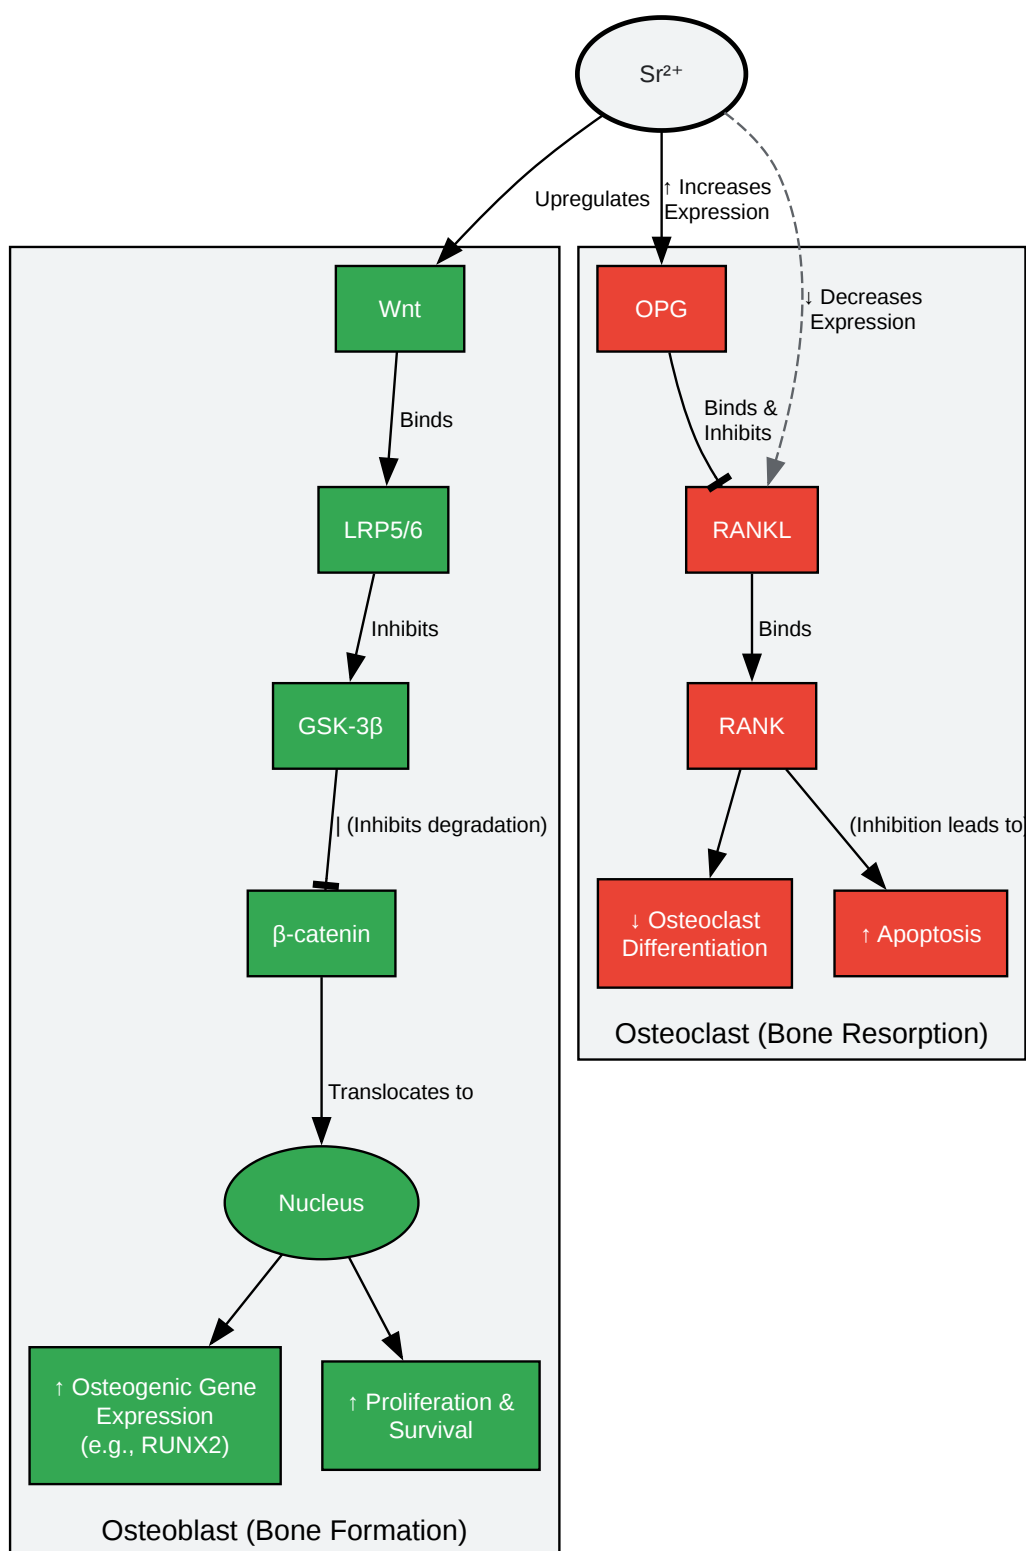 Sr²⁺
Upregulates
↑ Increases
Expression
↓ Decreases
Expression
Wnt
Binds
LRP5/6
Inhibits
GSK-3β
| (Inhibits degradation)
β-catenin
Translocates to
Nucleus
↑ Osteogenic Gene
Expression
(e.g., RUNX2)
↑ Proliferation &
Survival
Osteoblast (Bone Formation)
OPG
Binds &
Inhibits
RANKL
Binds
RANK
(Inhibition leads to)
↓ Osteoclast
Differentiation
↑ Apoptosis
Osteoclast (Bone Resorption)